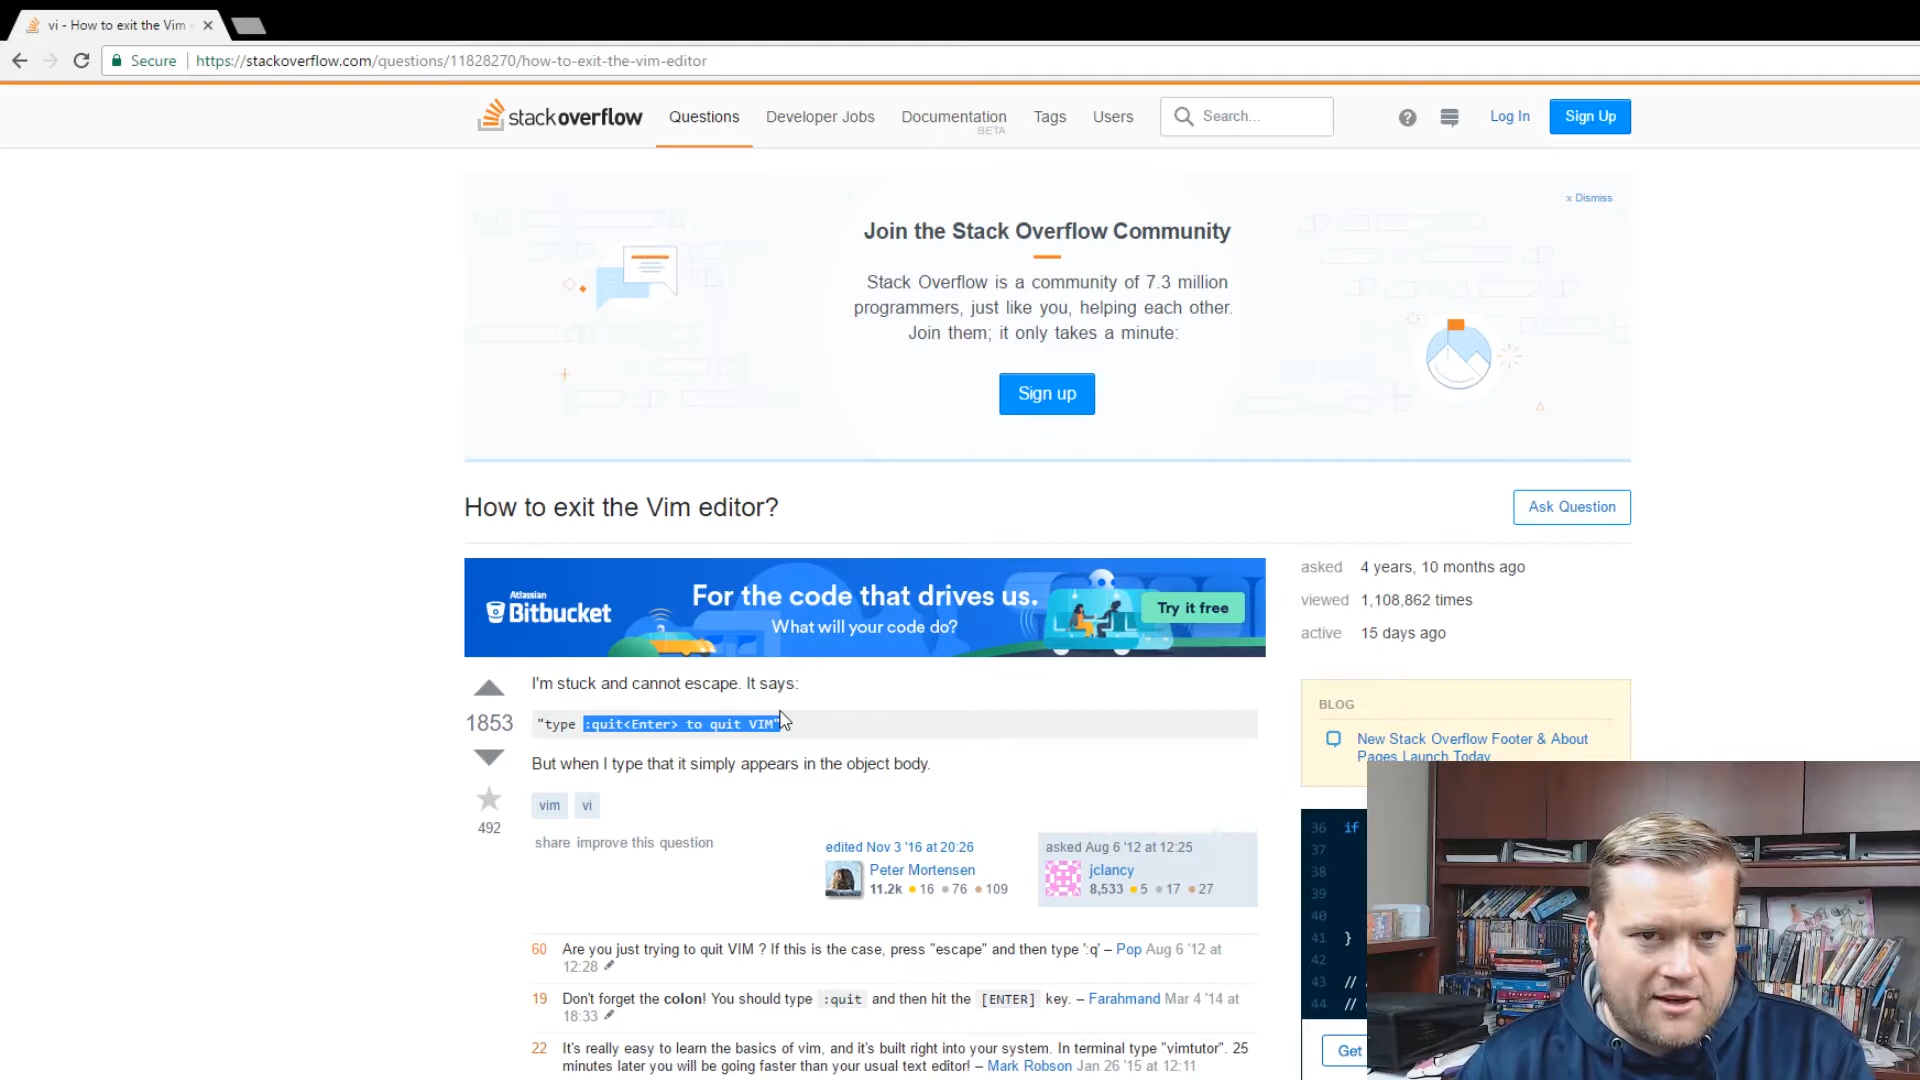 vi - How to exit the Vim
Secure
https://stackoverflow.com/questions/11828270/how-to-exit-the-vim-editor
stackoverflow
Questions
Developer Jobs
Documentation
BETA
Tags
Users
Search...
?
Log In
Sign Up
x Dismiss
Join the Stack Overflow Community
Stack Overflow is a community of 7.3 million
programmers, just like you, helping each other.
Join them; it only takes a minute:
Sign up
How to exit the Vim editor?
Ask Question
Atlassian
Bitbucket
For the code that drives us.
What will your code do?
Try it free
asked 4 years, 10 months ago
viewed 1,108,862 times
active 15 days ago
1853
I'm stuck and cannot escape. It says:
"type :quit<Enter> to quit VIM"
But when I type that it simply appears in the object body.
492
vim vi
share improve this question
edited Nov 3 '16 at 20:26
Peter Mortensen
11.2k 16 76 109
asked Aug 6 '12 at 12:25
jclancy
8,533 5 17 27
60 Are you just trying to quit VIM ? If this is the case, press "escape" and then type ':q' – Pop Aug 6 '12 at
12:28
19 Don't forget the colon! You should type :quit and then hit the [ENTER] key. – Farahmand Mar 4 '14 at
18:33
22 It's really easy to learn the basics of vim, and it's built right into your system. In terminal type "vimtutor". 25
minutes later you will be going faster than your usual text editor! – Mark Robson Jan 26 '15 at 12:11
BLOG
New Stack Overflow Footer & About
Pages Launch Today
36 if
37
38
39
40
41 }
42
43 //
44 //
Get